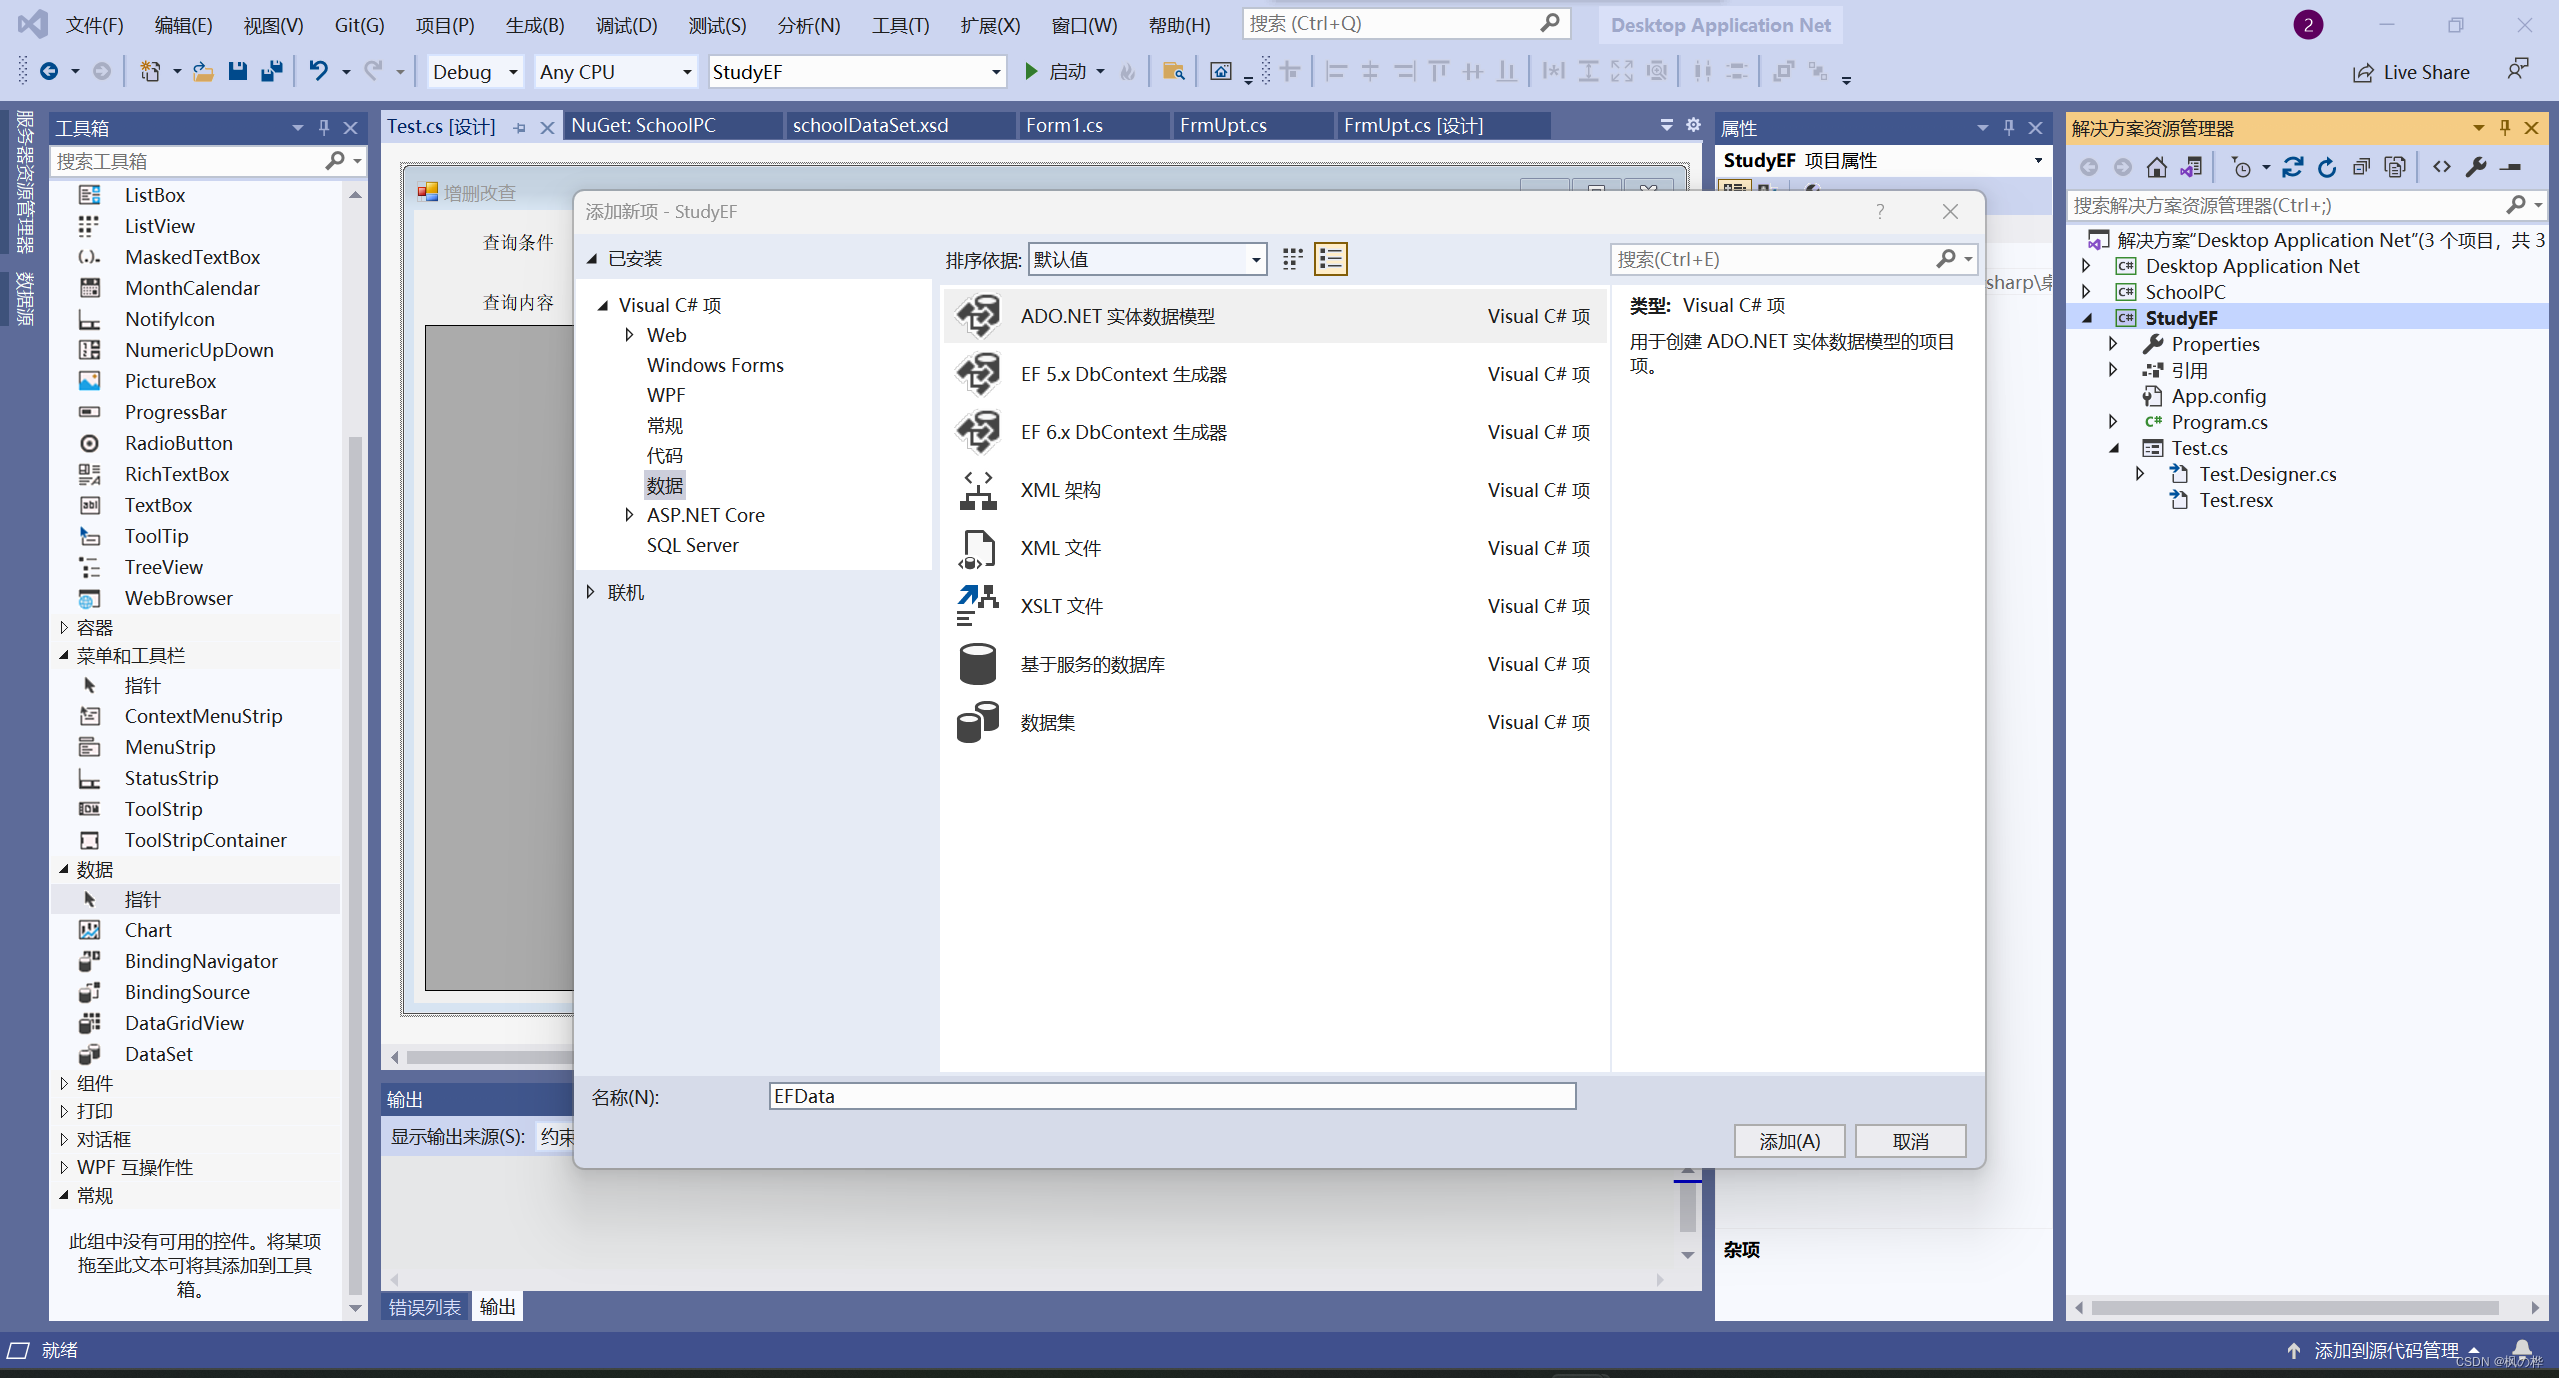 文件(F) 编辑(E) 视图(V) Git(G) 项目(P) 生成(B) 调试(D) 测试(S) 分析(N) 工具(T) 扩展(X) 窗口(W) 帮助(H) 搜索 (Ctrl+Q) Desktop Application Net 2
Debug Any CPU StudyEF 启动 Live Share
服务器资源管理器
数据源
工具箱
搜索工具箱
ListBox
ListView
MaskedTextBox
MonthCalendar
NotifyIcon
NumericUpDown
PictureBox
ProgressBar
RadioButton
RichTextBox
TextBox
ToolTip
TreeView
WebBrowser
容器
菜单和工具栏
指针
ContextMenuStrip
MenuStrip
StatusStrip
ToolStrip
ToolStripContainer
数据
指针
Chart
BindingNavigator
BindingSource
DataGridView
DataSet
组件
打印
对话框
WPF 互操作性
常规
此组中没有可用的控件。将某项
拖至此文本可将其添加到工具
箱。
Test.cs [设计] NuGet: SchoolPC schoolDataSet.xsd Form1.cs FrmUpt.cs FrmUpt.cs [设计]
增删改查
查询条件
查询内容
添加新项 - StudyEF ?
已安装
Visual C# 项
Web
Windows Forms
WPF
常规
代码
数据
ASP.NET Core
SQL Server
联机
排序依据: 默认值
搜索(Ctrl+E)
ADO.NET 实体数据模型 Visual C# 项
EF 5.x DbContext 生成器 Visual C# 项
EF 6.x DbContext 生成器 Visual C# 项
XML 架构 Visual C# 项
XML 文件 Visual C# 项
XSLT 文件 Visual C# 项
基于服务的数据库 Visual C# 项
数据集 Visual C# 项
类型: Visual C# 项
用于创建 ADO.NET 实体数据模型的项目
项。
名称(N): EFData
添加(A) 取消
输出
显示输出来源(S): 约束
错误列表 输出
属性
StudyEF 项目属性
sharp\桌
杂项
解决方案资源管理器
搜索解决方案资源管理器(Ctrl+;)
解决方案“Desktop Application Net”(3 个项目，共 3
Desktop Application Net
SchoolPC
StudyEF
Properties
引用
App.config
Program.cs
Test.cs
Test.Designer.cs
Test.resx
就绪 添加到源代码管理
CSDN @枫の桦